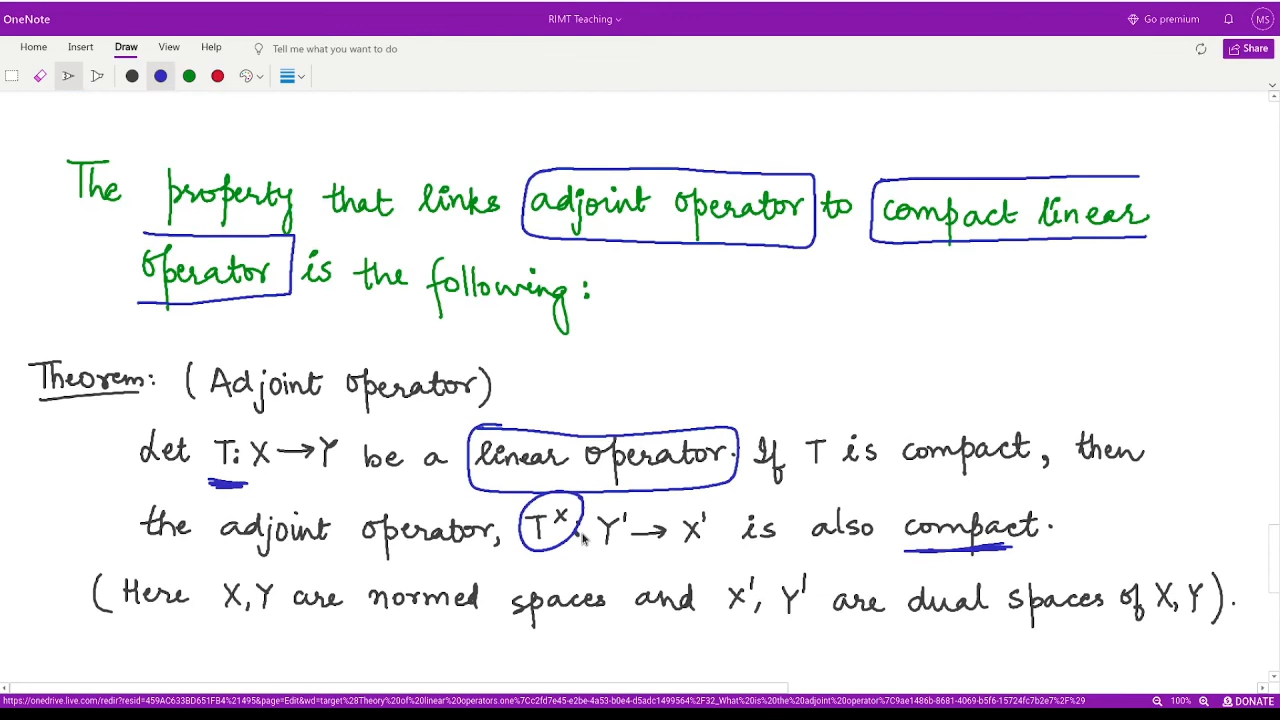 OneNote
RIMT Teaching
Go premium
MS
Home Insert Draw View Help Tell me what you want to do
Share
The property that links adjoint operator to compact linear
operator is the following:
Theorem: (Adjoint operator)
Let T: X → Y be a linear operator. If T is compact, then
the adjoint operator, T^x: Y' → X' is also compact.
(Here X, Y are normed spaces and X', Y' are dual spaces of X, Y).
100%
DONATE